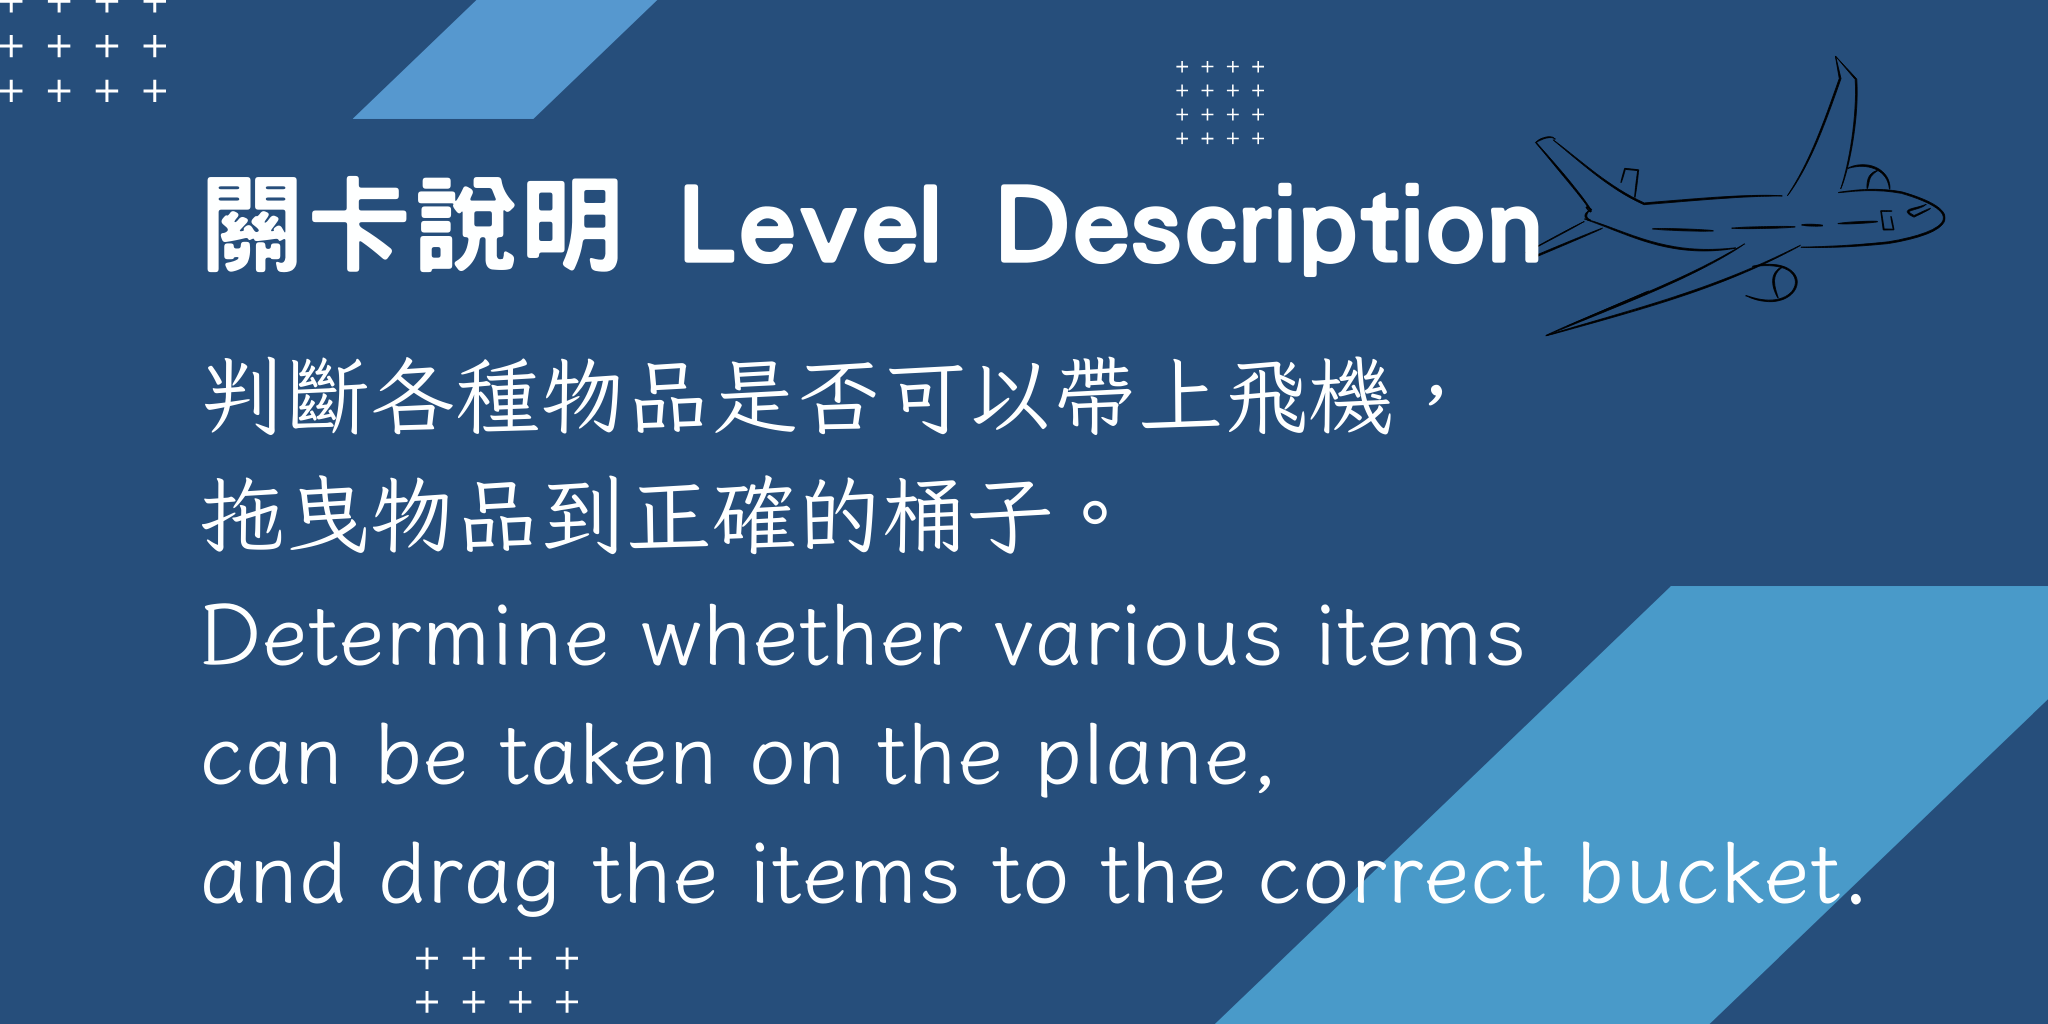 關卡說明 Level Description
判斷各種物品是否可以帶上飛機，
拖曳物品到正確的桶子。
Determine whether various items
can be taken on the plane,
and drag the items to the correct bucket.